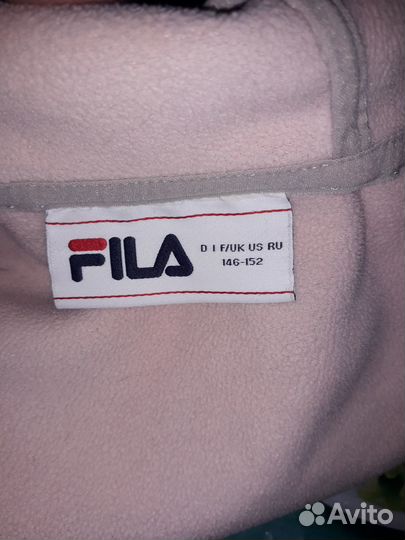 FILA
D I F/UK US RU
146-152
Avito